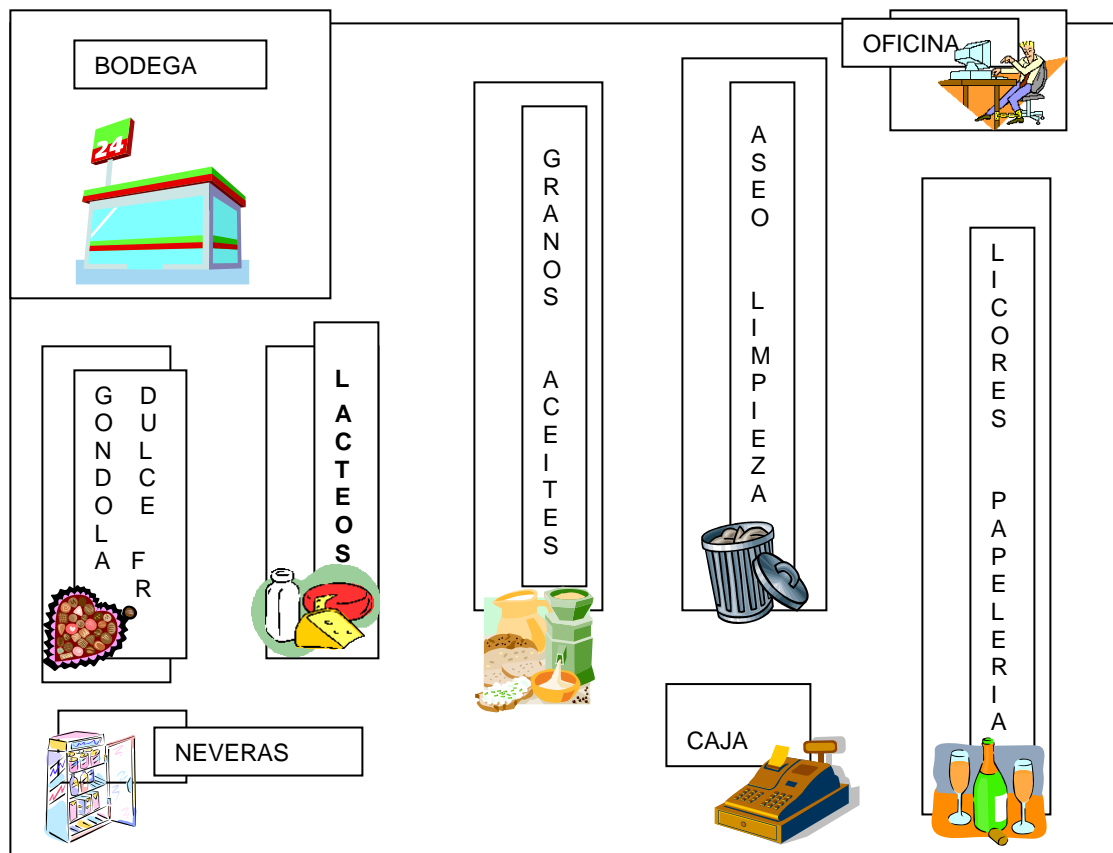 BODEGA
OFICINA
24
GRANOS ACEITES
ASEO LIMPIEZA
LICORES PAPELERIA
GONDOLA
DULCE FR
LACTEOS
NEVERAS
CAJA